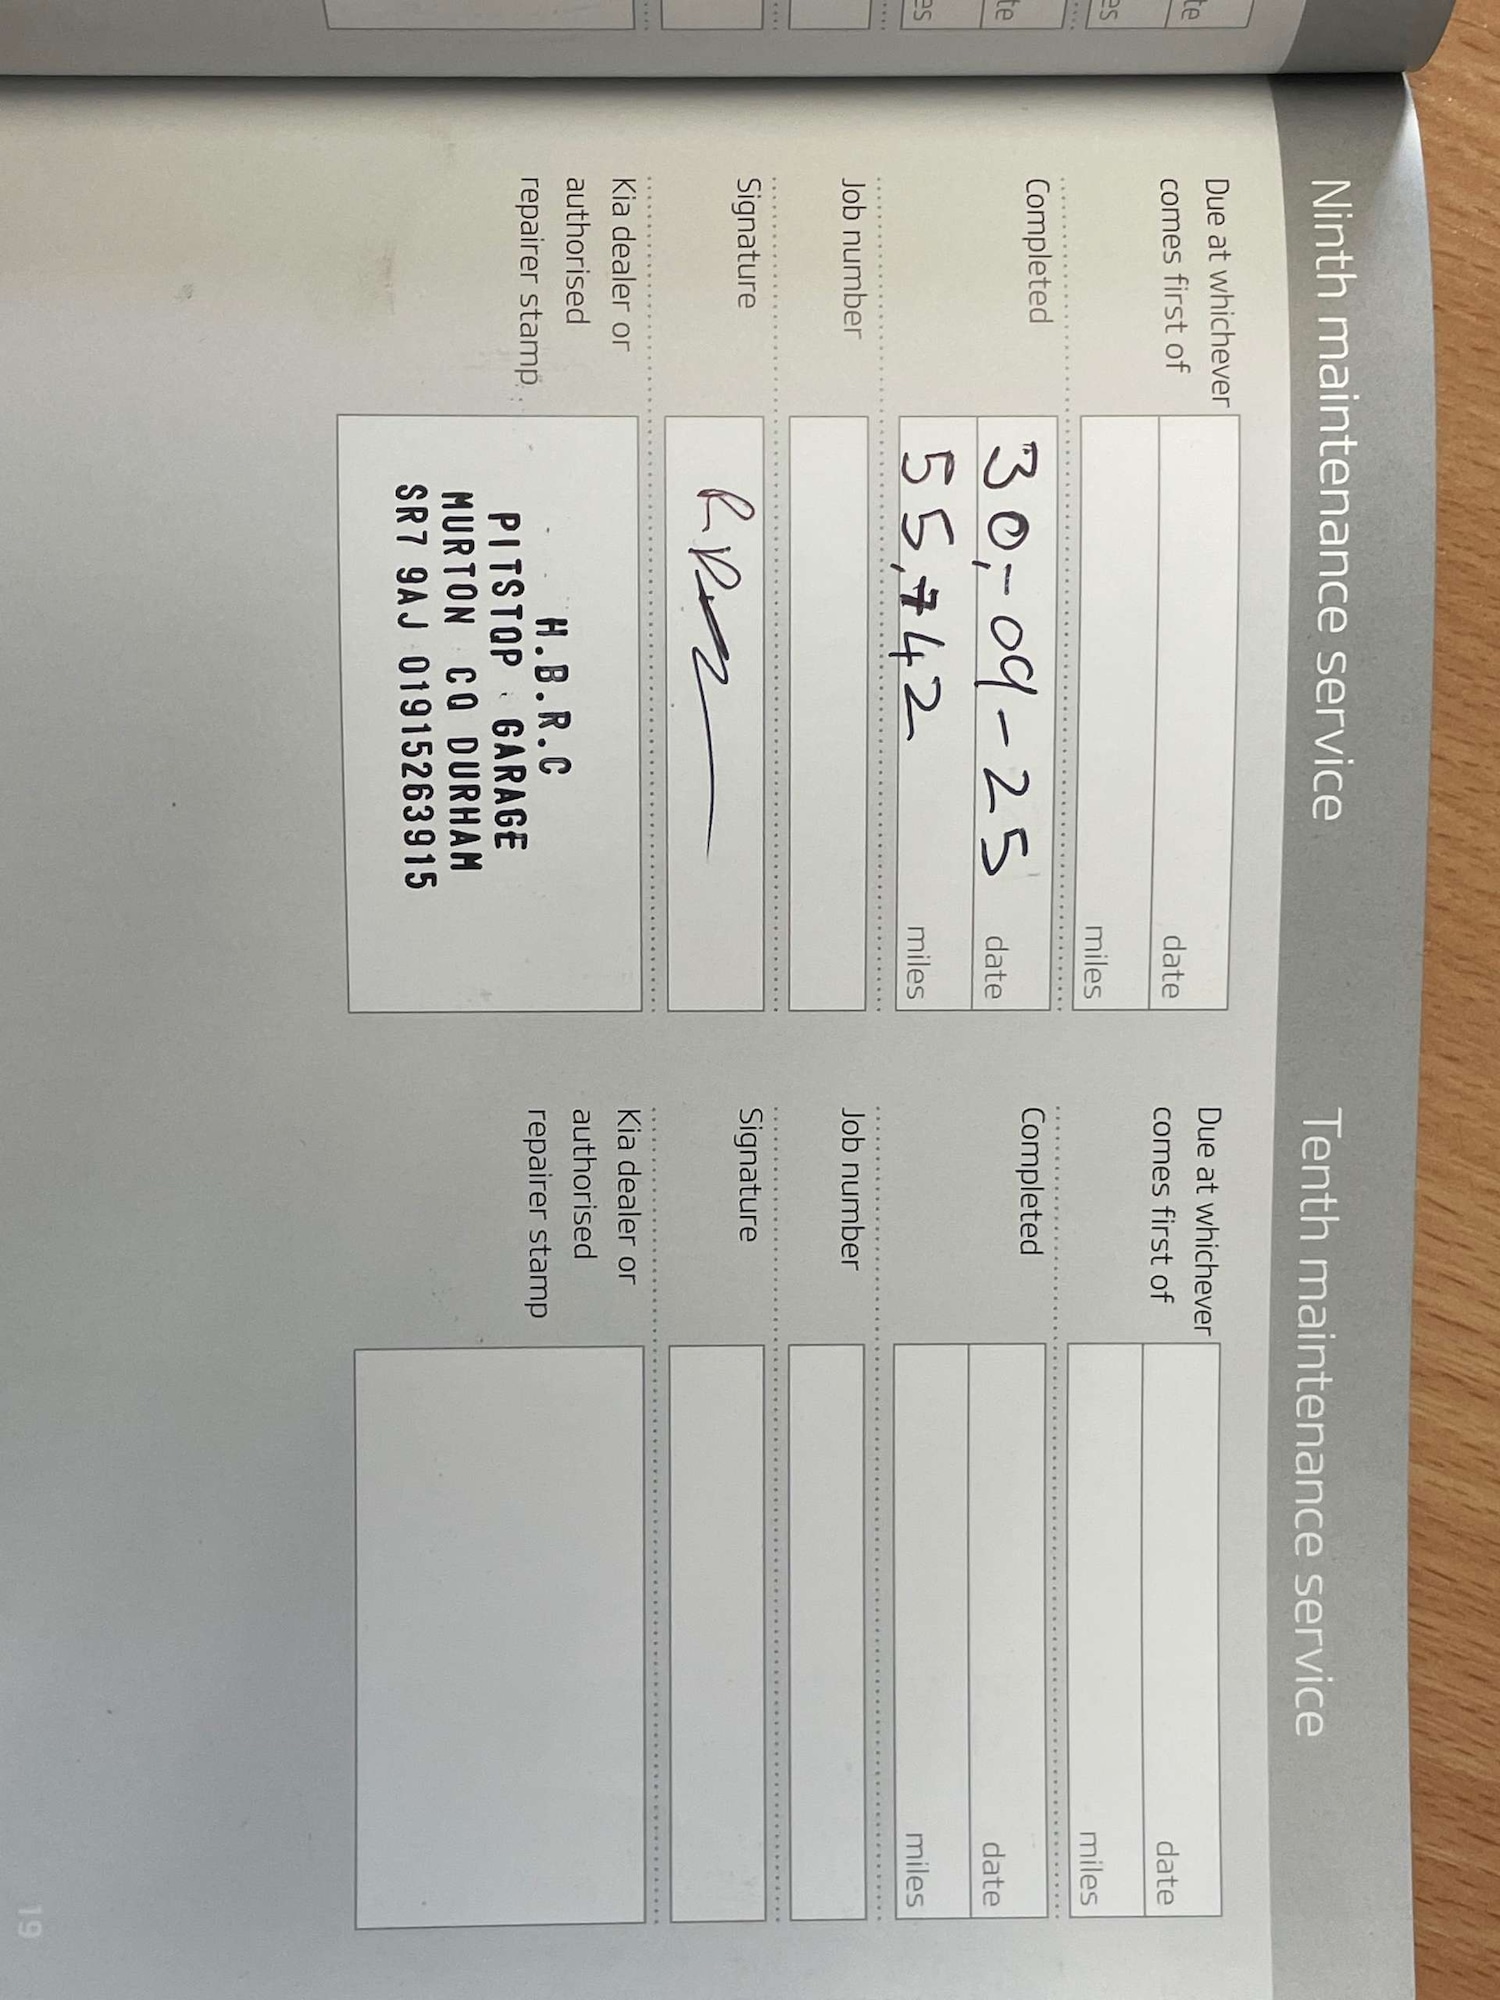 Ninth maintenance service
Due at whichever
comes first of
date
miles
Completed
30,-09-25 date
55,742 miles
Job number
Signature
Kia dealer or
authorised
repairer stamp
H.B.R.C
PITSTOP GARAGE
MURTON CO DURHAM
SR7 9AJ 01915263915
Tenth maintenance service
Due at whichever
comes first of
date
miles
Completed
date
miles
Job number
Signature
Kia dealer or
authorised
repairer stamp
19